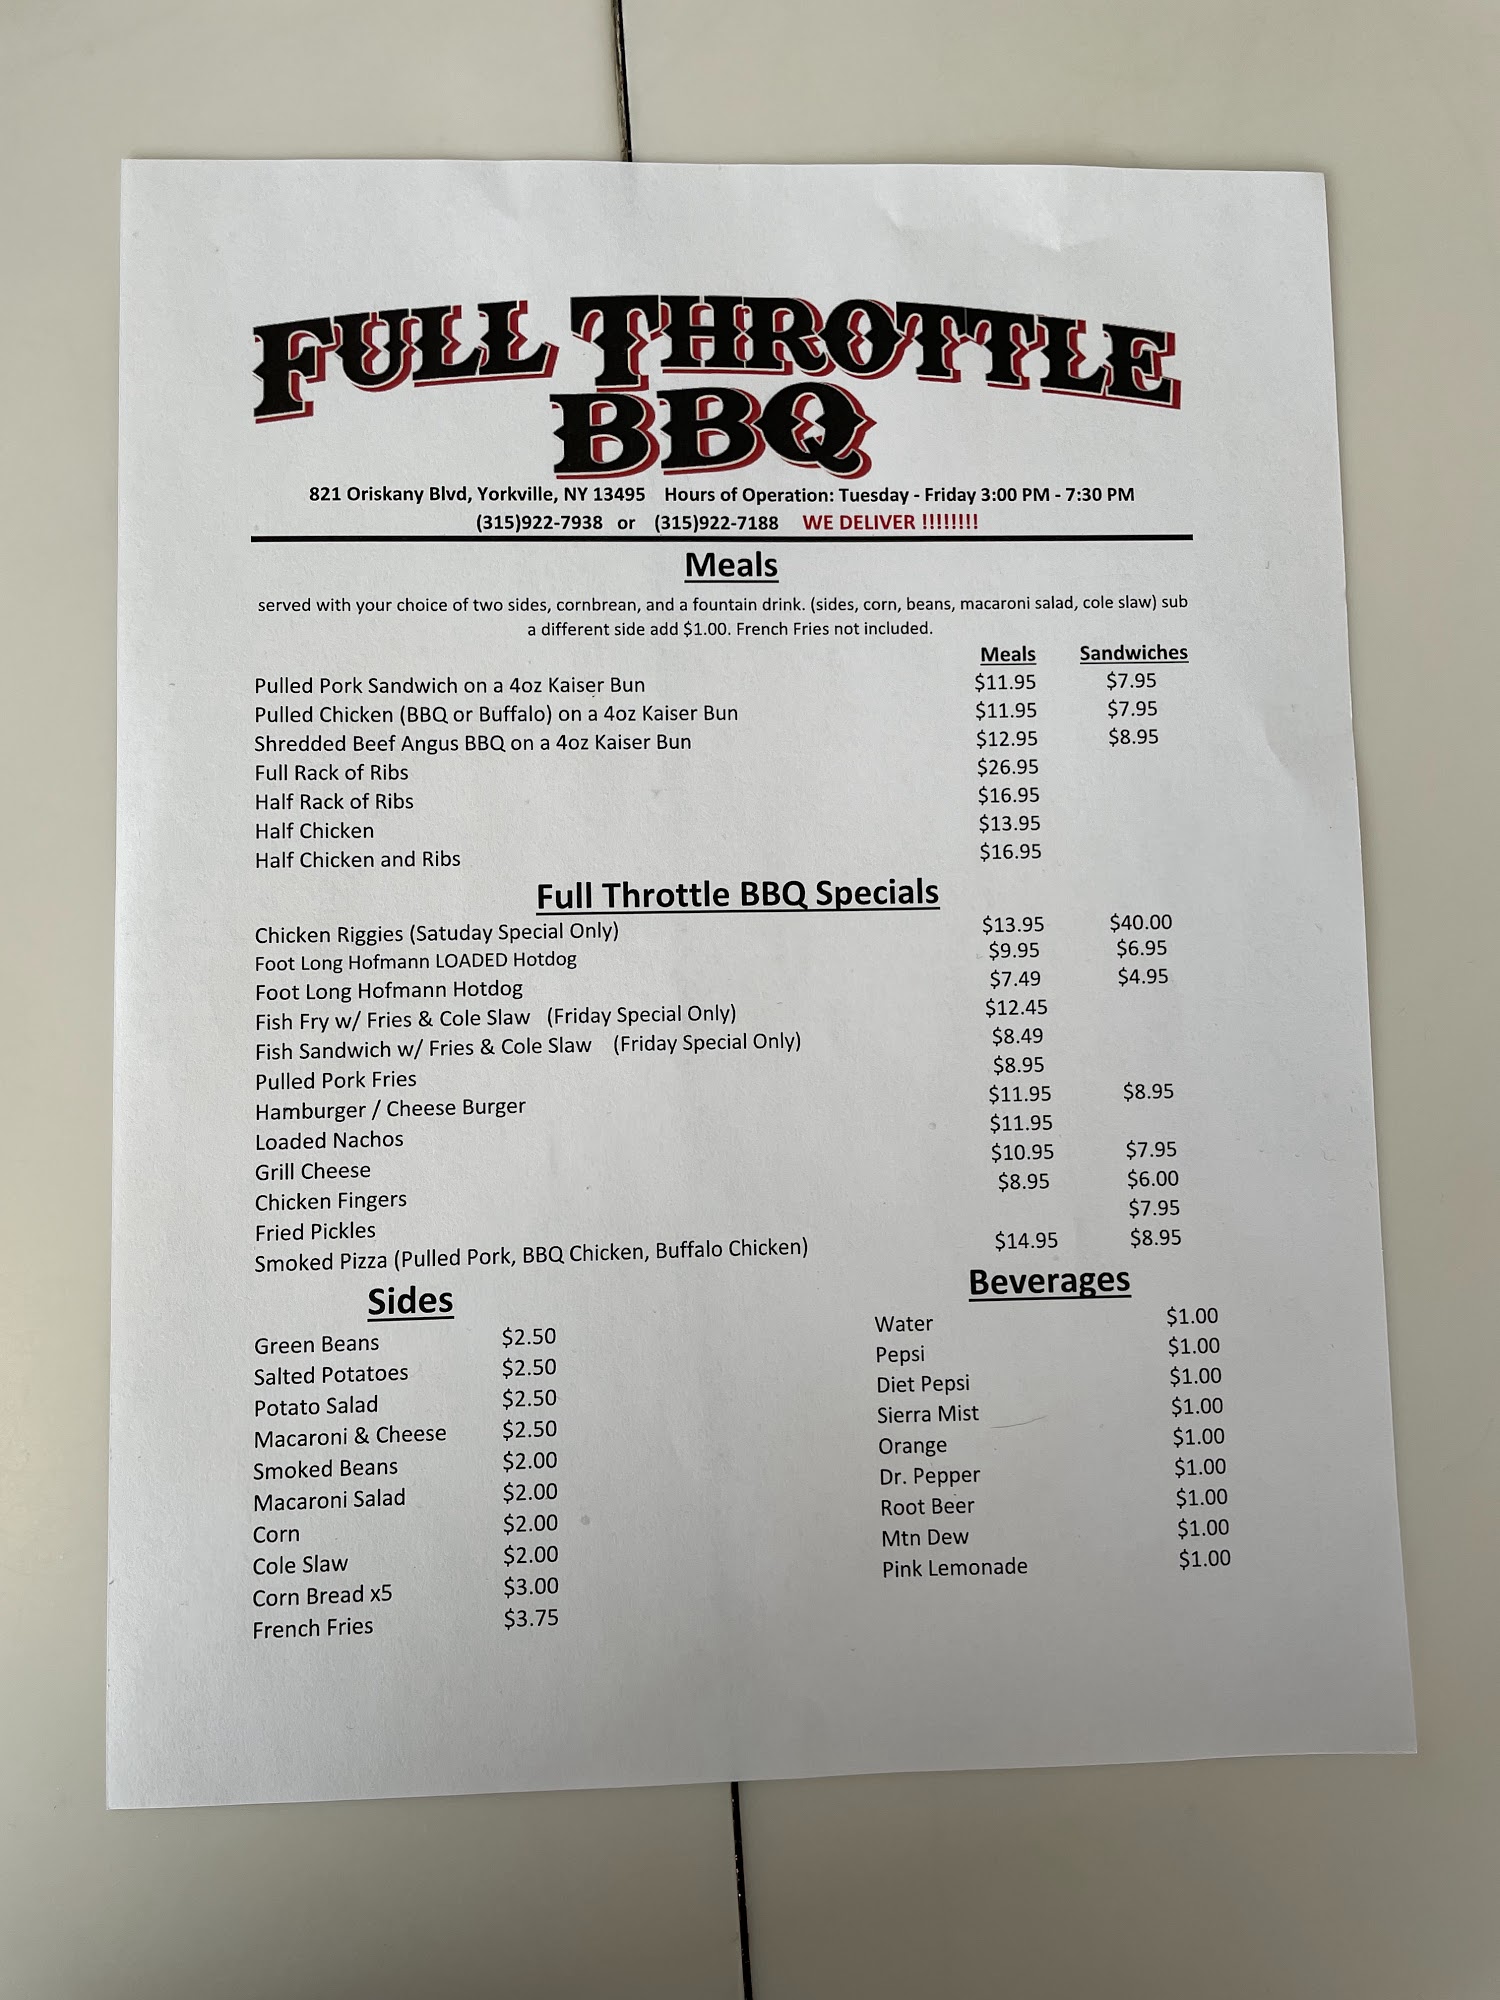 FULL THROTTLE
BBQ
821 Oriskany Blvd, Yorkville, NY 13495 Hours of Operation: Tuesday - Friday 3:00 PM - 7:30 PM
(315)922-7938 or (315)922-7188 WE DELIVER !!!!!!!!
Meals
served with your choice of two sides, cornbrean, and a fountain drink. (sides, corn, beans, macaroni salad, cole slaw) sub
a different side add $1.00. French Fries not included.
Meals Sandwiches
Pulled Pork Sandwich on a 4oz Kaiser Bun $11.95 $7.95
Pulled Chicken (BBQ or Buffalo) on a 4oz Kaiser Bun $11.95 $7.95
Shredded Beef Angus BBQ on a 4oz Kaiser Bun $12.95 $8.95
Full Rack of Ribs $26.95
Half Rack of Ribs $16.95
Half Chicken $13.95
Half Chicken and Ribs $16.95
Full Throttle BBQ Specials
Chicken Riggies (Satuday Special Only) $13.95 $40.00
Foot Long Hofmann LOADED Hotdog $9.95 $6.95
Foot Long Hofmann Hotdog $7.49 $4.95
Fish Fry w/ Fries & Cole Slaw (Friday Special Only) $12.45
Fish Sandwich w/ Fries & Cole Slaw (Friday Special Only) $8.49
Pulled Pork Fries $8.95
Hamburger / Cheese Burger $11.95 $8.95
Loaded Nachos $11.95
Grill Cheese $10.95 $7.95
Chicken Fingers $8.95 $6.00
Fried Pickles $7.95
Smoked Pizza (Pulled Pork, BBQ Chicken, Buffalo Chicken) $14.95 $8.95
Sides
Green Beans $2.50
Salted Potatoes $2.50
Potato Salad $2.50
Macaroni & Cheese $2.50
Smoked Beans $2.00
Macaroni Salad $2.00
Corn $2.00
Cole Slaw $2.00
Corn Bread x5 $3.00
French Fries $3.75
Beverages
Water $1.00
Pepsi $1.00
Diet Pepsi $1.00
Sierra Mist $1.00
Orange $1.00
Dr. Pepper $1.00
Root Beer $1.00
Mtn Dew $1.00
Pink Lemonade $1.00